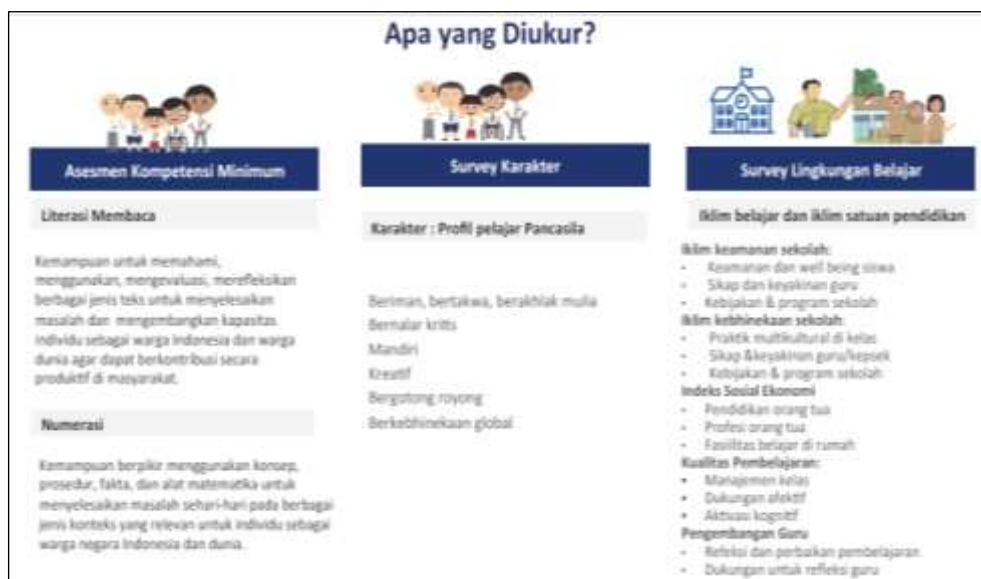 Apa yang Diukur?
Asesmen Kompetensi Minimum
Literasi Membaca
Kemampuan untuk memahami,
menggunakan, mengevaluasi, merefleksikan
berbagai jenis teks untuk menyelesaikan
masalah dan mengembangkan kapasitas
individu sebagai warga Indonesia dan warga
dunia agar dapat berkontribusi secara
produktif di masyarakat.
Numerasi
Kemampuan berpikir menggunakan konsep,
prosedur, fakta, dan alat matematika untuk
menyelesaikan masalah sehari-hari pada berbagai
jenis konteks yang relevan untuk individu sebagai
warga negara Indonesia dan dunia.
Survey Karakter
Karakter : Profil pelajar Pancasila
Beriman, bertakwa, berakhlak mulia
Bernalar kritis
Mandiri
Kreatif
Bergotong royong
Berkebhinekaan global
Survey Lingkungan Belajar
Iklim belajar dan iklim satuan pendidikan
Iklim keamanan sekolah:
- Keamanan dan well being siswa
- Sikap dan keyakinan guru
- Kebijakan & program sekolah
Iklim kebhinekaan sekolah:
- Praktik multikultural di kelas
- Sikap &keyakinan guru/kepsek
- Kebijakan & program sekolah
Indeks Sosial Ekonomi
- Pendidikan orang tua
- Profesi orang tua
- Fasilitas belajar di rumah
Kualitas Pembelajaran:
• Manajemen kelas
• Dukungan afektif
• Aktivasi kognitif
Pengembangan Guru
- Refeksi dan perbaikan pembelajaran
- Dukungan untuk refleksi guru